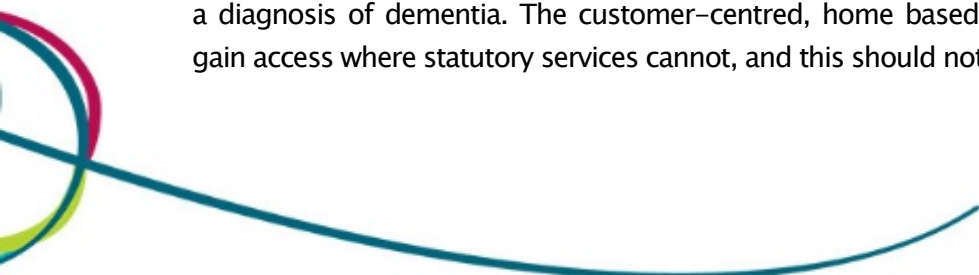 a diagnosis of dementia. The customer-centred, home based
gain access where statutory services cannot, and this should not